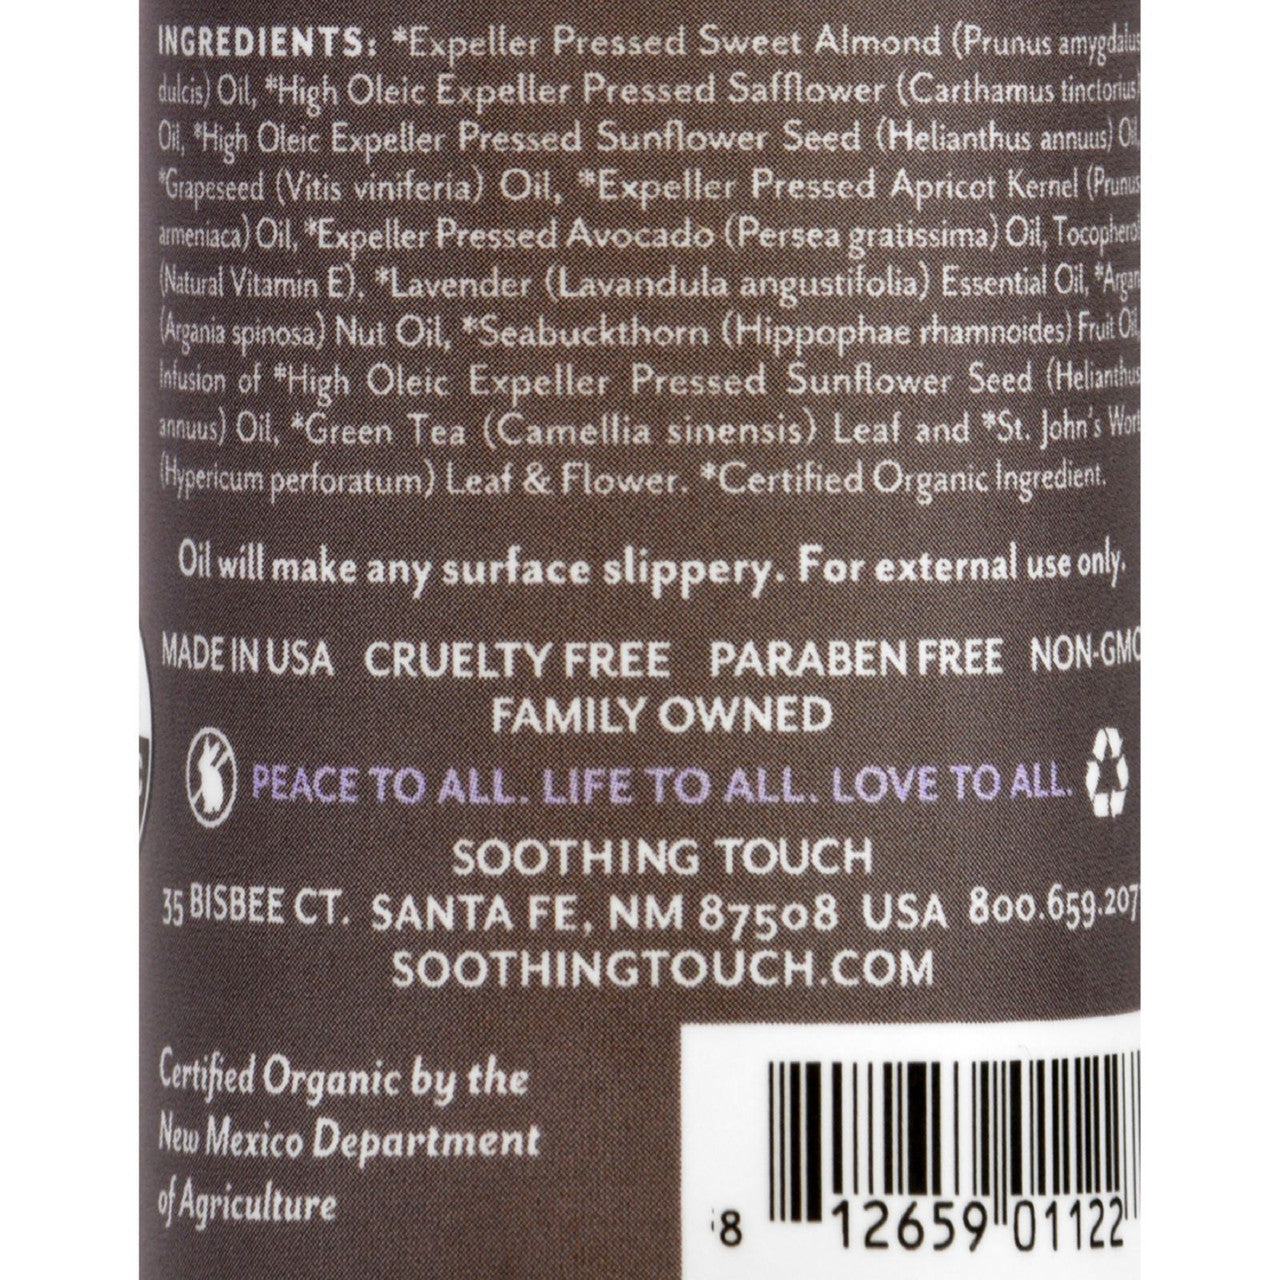 INGREDIENTS: *Expeller Pressed Sweet Almond (Prunus amygdalus
dulcis) Oil, *High Oleic Expeller Pressed Safflower (Carthamus tinctorius)
Oil, *High Oleic Expeller Pressed Sunflower Seed (Helianthus annuus) Oil,
*Grapeseed (Vitis viniferia) Oil, *Expeller Pressed Apricot Kernel (Prunus
armeniaca) Oil, *Expeller Pressed Avocado (Persea gratissima) Oil, Tocopherol
(Natural Vitamin E), *Lavender (Lavandula angustifolia) Essential Oil, *Argan
(Argania spinosa) Nut Oil, *Seabuckthorn (Hippophae rhamnoides) Fruit Oil,
Infusion of *High Oleic Expeller Pressed Sunflower Seed (Helianthus
annuus) Oil, *Green Tea (Camellia sinensis) Leaf and *St. John's Wort
(Hypericum perforatum) Leaf & Flower. *Certified Organic Ingredient.
Oil will make any surface slippery. For external use only.
MADE IN USA CRUELTY FREE PARABEN FREE NON-GMO
FAMILY OWNED
PEACE TO ALL. LIFE TO ALL. LOVE TO ALL.
SOOTHING TOUCH
35 BISBEE CT. SANTA FE, NM 87508 USA 800.659.207
SOOTHINGTOUCH.COM
Certified Organic by the
New Mexico Department
of Agriculture
8 12659 01122